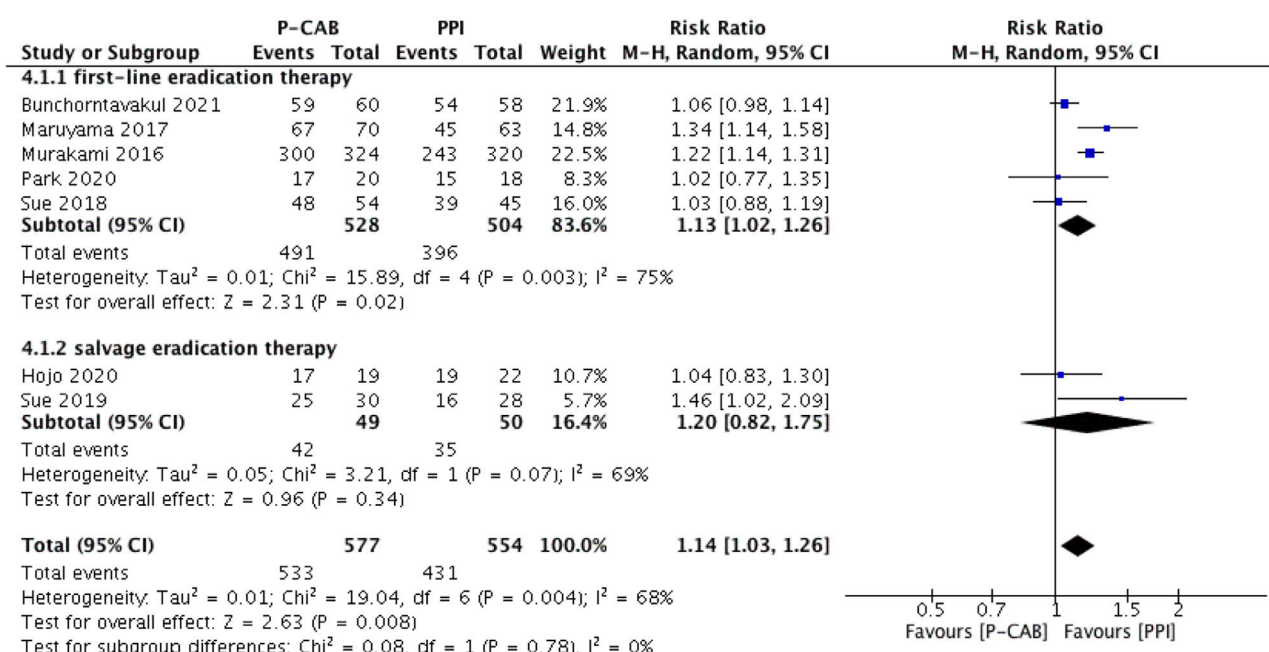 P-CAB PPI Risk Ratio Risk Ratio
Study or Subgroup Events Total Events Total Weight M-H, Random, 95% CI M-H, Random, 95% CI
4.1.1 first-line eradication therapy
Bunchorntavakul 2021 59 60 54 58 21.9% 1.06 [0.98, 1.14]
Maruyama 2017 67 70 45 63 14.8% 1.34 [1.14, 1.58]
Murakami 2016 300 324 243 320 22.5% 1.22 [1.14, 1.31]
Park 2020 17 20 15 18 8.3% 1.02 [0.77, 1.35]
Sue 2018 48 54 39 45 16.0% 1.03 [0.88, 1.19]
Subtotal (95% CI) 528 504 83.6% 1.13 [1.02, 1.26]
Total events 491 396
Heterogeneity: Tau² = 0.01; Chi² = 15.89, df = 4 (P = 0.003); I² = 75%
Test for overall effect: Z = 2.31 (P = 0.02)
4.1.2 salvage eradication therapy
Hojo 2020 17 19 19 22 10.7% 1.04 [0.83, 1.30]
Sue 2019 25 30 16 28 5.7% 1.46 [1.02, 2.09]
Subtotal (95% CI) 49 50 16.4% 1.20 [0.82, 1.75]
Total events 42 35
Heterogeneity: Tau² = 0.05; Chi² = 3.21, df = 1 (P = 0.07); I² = 69%
Test for overall effect: Z = 0.96 (P = 0.34)
Total (95% CI) 577 554 100.0% 1.14 [1.03, 1.26]
Total events 533 431
Heterogeneity: Tau² = 0.01; Chi² = 19.04, df = 6 (P = 0.004); I² = 68%
Test for overall effect: Z = 2.63 (P = 0.008)
Test for subgroup differences: Chi² = 0.08, df = 1 (P = 0.78), I² = 0%
0.5 0.7 1 1.5 2
Favours [P-CAB] Favours [PPI]